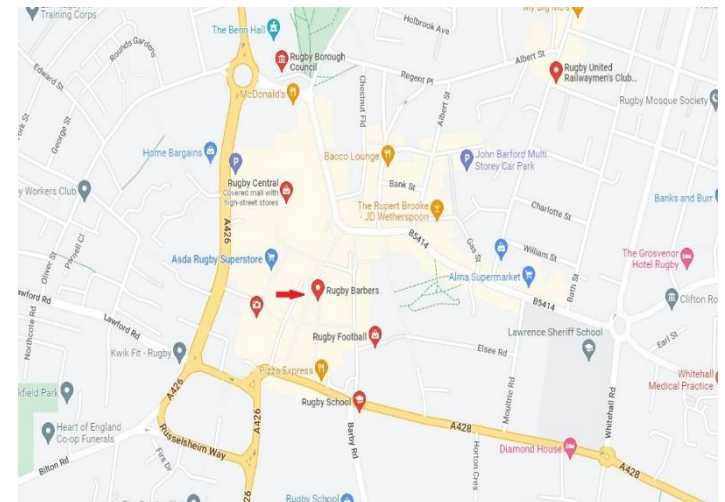 Training Corps
Rounds Gardens
The Benn Hall
Rugby Borough
Council
Holbrook Ave
Albert St
Regent Pl
Rugby United
Railwaymen's Club...
Edward St
McDonald's
Chestnut Fld
Albert St
Rugby Mosque Society
George St
Home Bargains
Bacco Lounge
John Barford Multi
Storey Car Park
Rugby Central
Covered mall with
high-street stores
Bank St
y Workers Club
The Rupert Brooke
- JD Wetherspoon
Banks and Burr
Charlotte St
A426
Parnell Cl
Oliver St
B5414
Gas St
William St
Asda Rugby Superstore
The Grosvenor
Hotel Rugby
Alma Supermarket
Bath St
Rugby Barbers
awford Rd
Lawford Rd
B5414
Clifton Ro
Northcote Rd
Rugby Football
Lawrence Sheriff School
Earl St
Kwik Fit - Rugby
Elsee Rd
Pizza Express
Whitehall
Medical Practice
kfield Park
A426
A426
Rugby School
Moultrie Rd
Whitehall Rd
Heart of England
Co-op Funerals
Russelsheim Way
A428
Barby Rd
Diamond House
Horton Cres
A428
Bilton Rd
Firs Dr
Rugby School